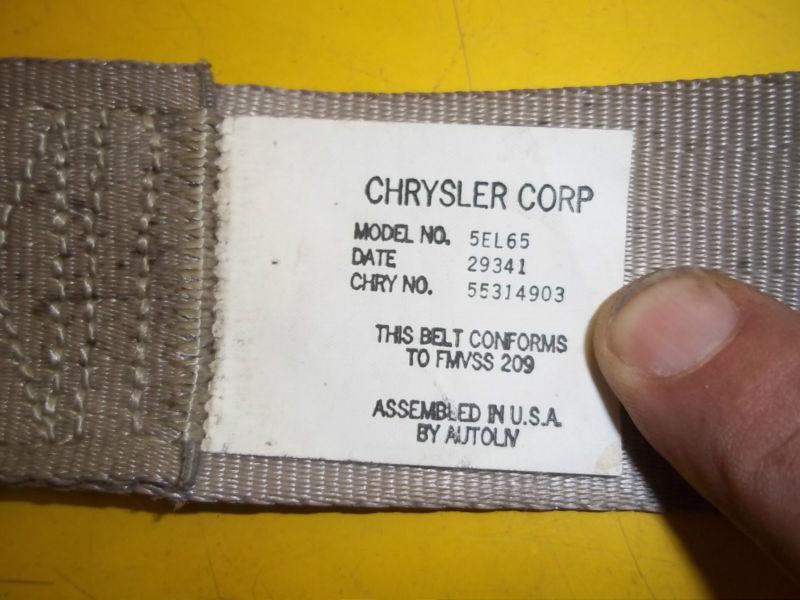 CHRYSLER CORP
MODEL NO. 5EL65
DATE 29341
CHRY NO. 55314903
THIS BELT CONFORMS
TO FMVSS 209
ASSEMBLED IN U.S.A.
BY AUTOLIV